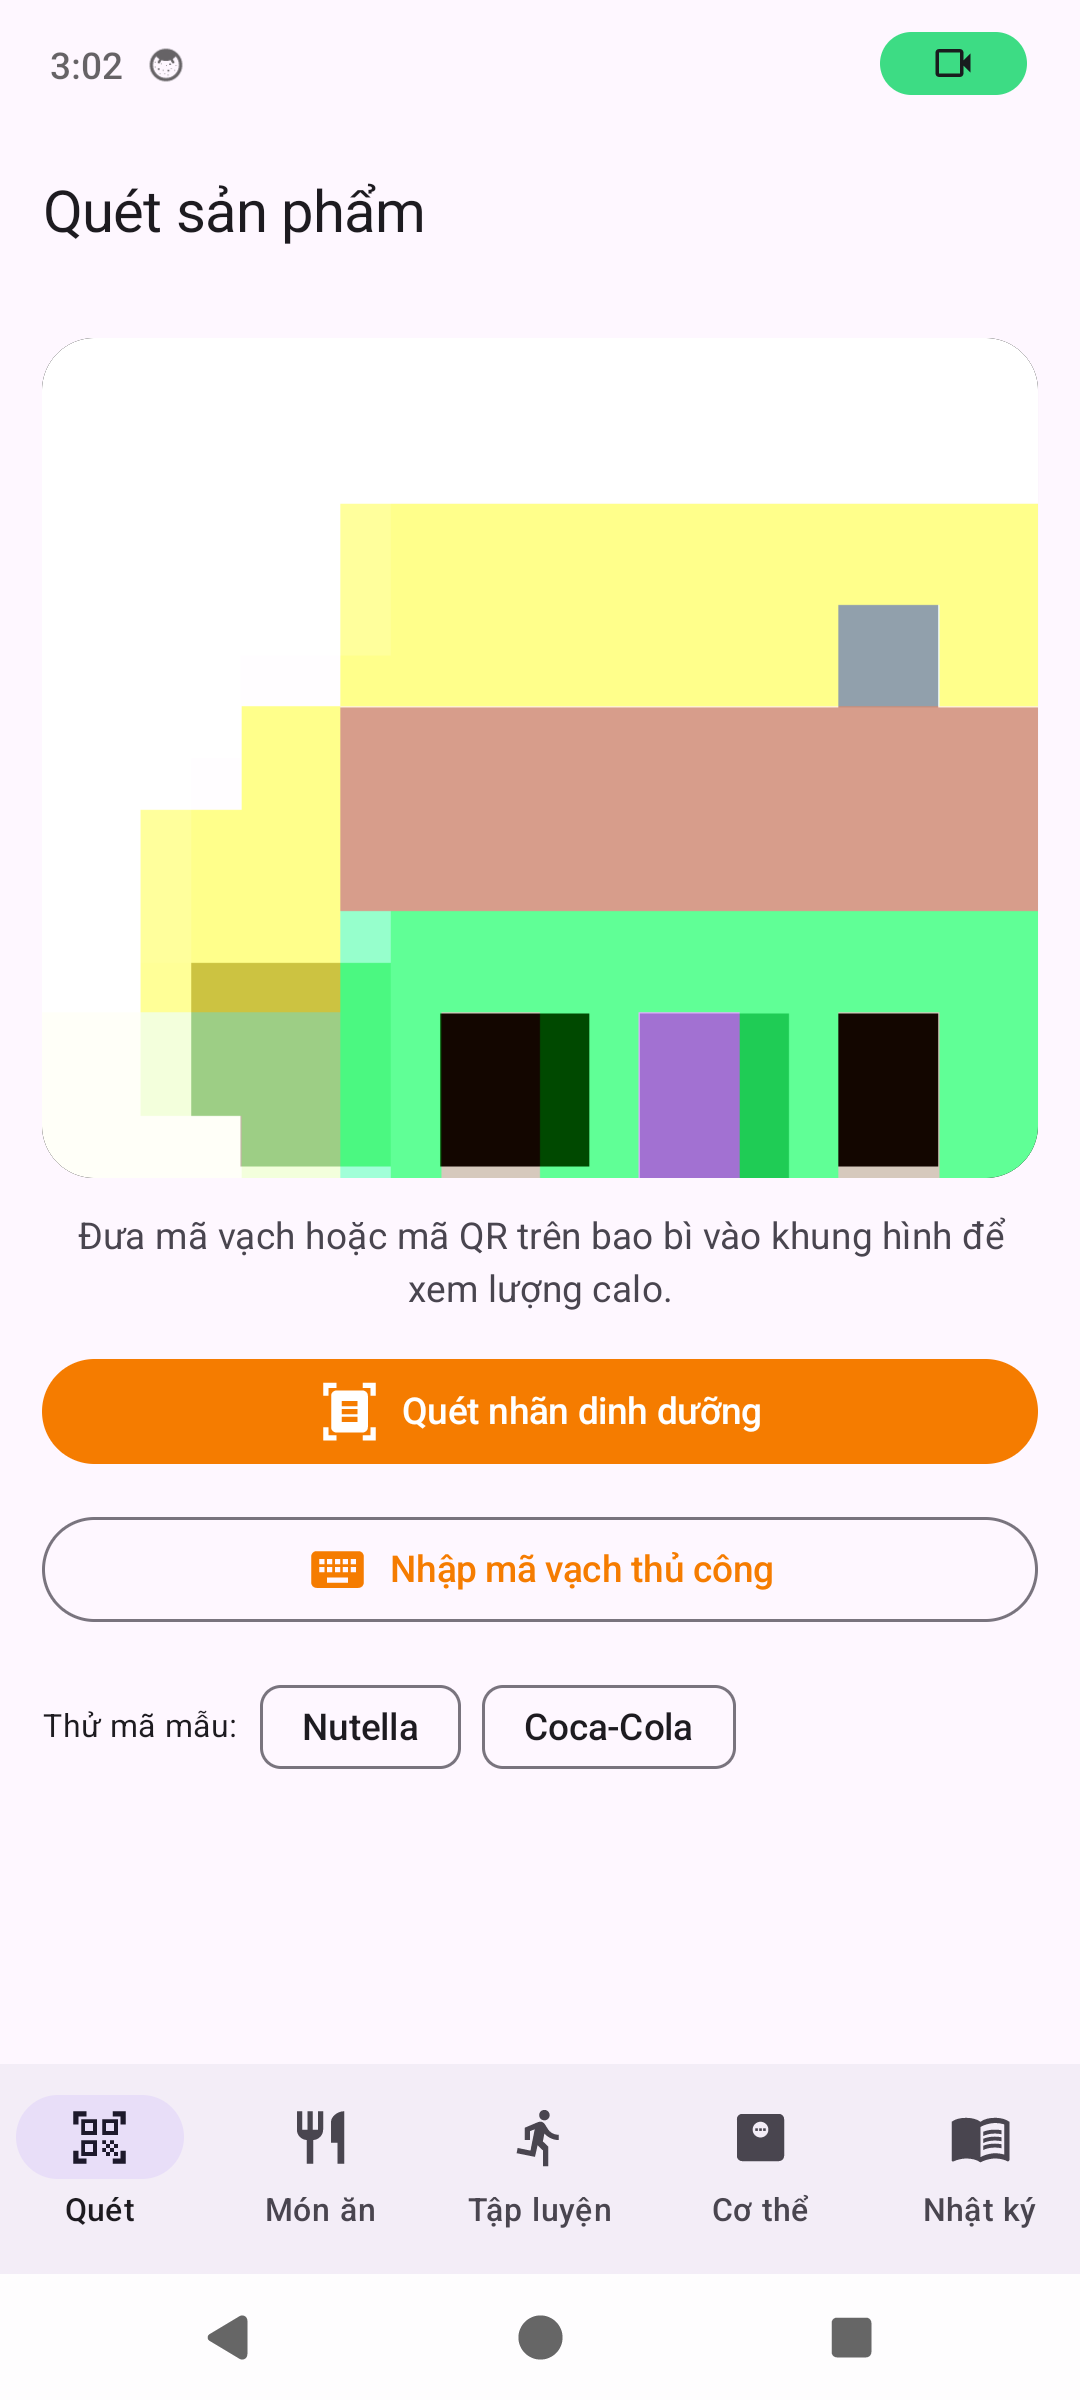 3:02
Quét sản phẩm
Đưa mã vạch hoặc mã QR trên bao bì vào khung hình để
xem lượng calo.
Quét nhãn dinh dưỡng
Nhập mã vạch thủ công
Thử mã mẫu: Nutella Coca-Cola
Quét Món ăn Tập luyện Cơ thể Nhật ký